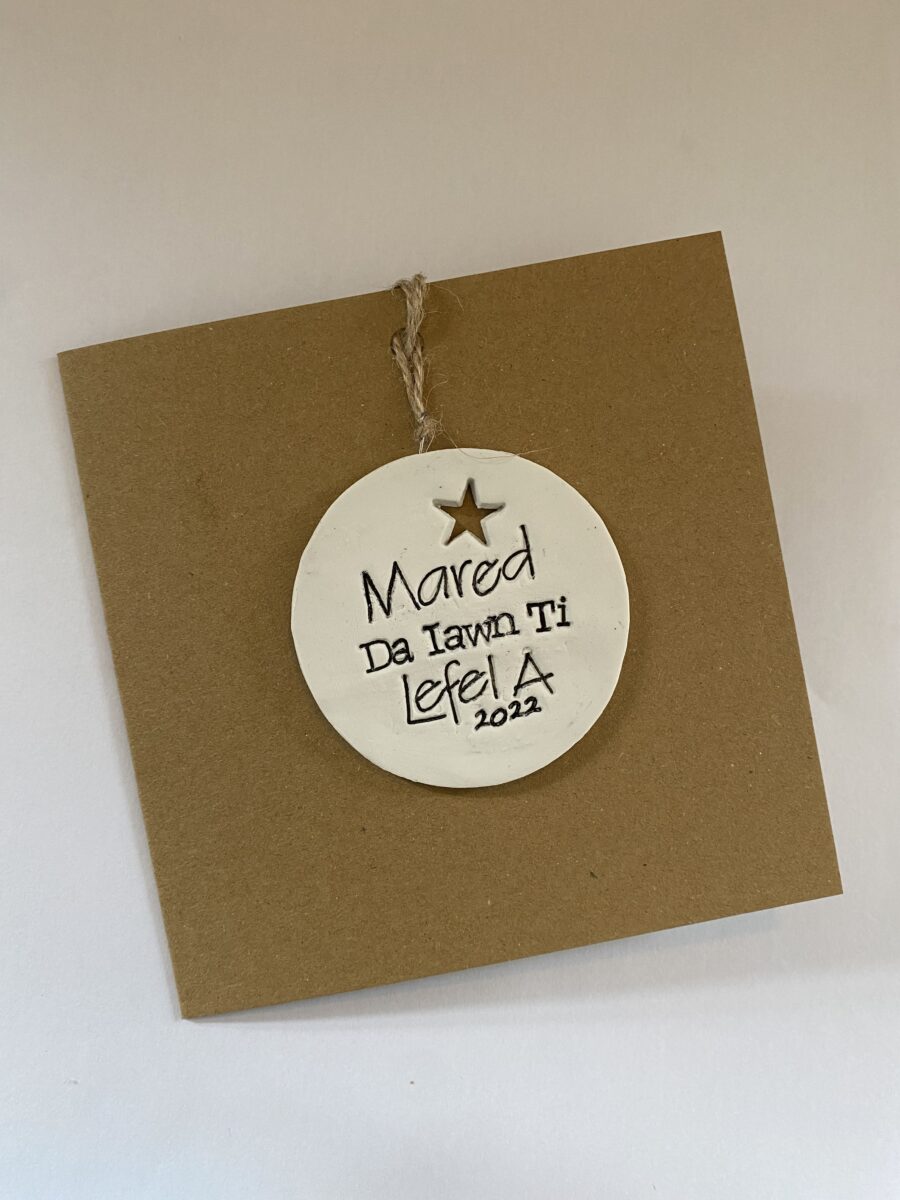 Mared
Da Iawn Ti
Lefel A
2022